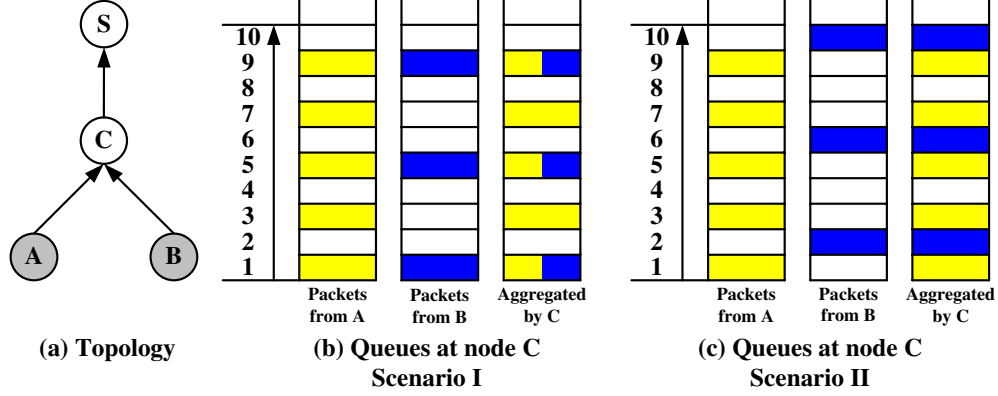 S
C
A
B
(a) Topology
10
9
8
7
6
5
4
3
2
1
Packets
from A
Packets
from B
Aggregated
by C
(b) Queues at node C
Scenario I
10
9
8
7
6
5
4
3
2
1
Packets
from A
Packets
from B
Aggregated
by C
(c) Queues at node C
Scenario II